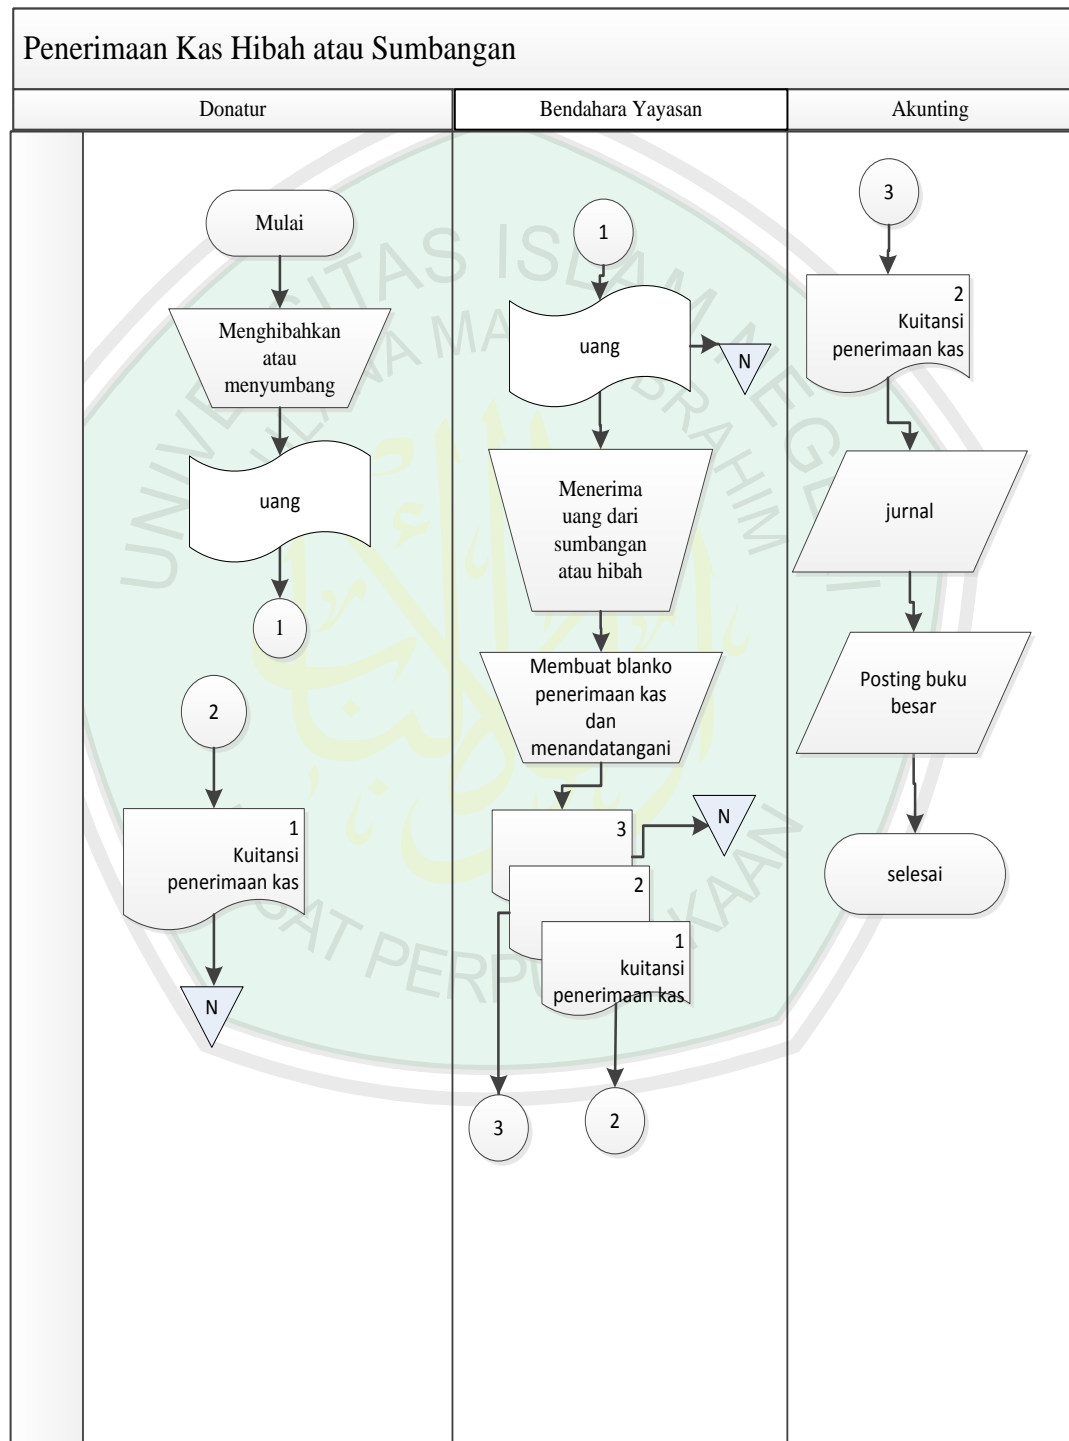 Penerimaan Kas Hibah atau Sumbangan
Donatur
Bendahara Yayasan
Akunting
Mulai
Menghibahkan
atau
menyumbang
uang
1
2
1
Kuitansi
penerimaan kas
N
1
uang
N
Menerima
uang dari
sumbangan
atau hibah
Membuat blanko
penerimaan kas
dan
menandatangani
3
N
2
1
kuitansi
penerimaan kas
3
2
3
2
Kuitansi
penerimaan kas
jurnal
Posting buku
besar
selesai